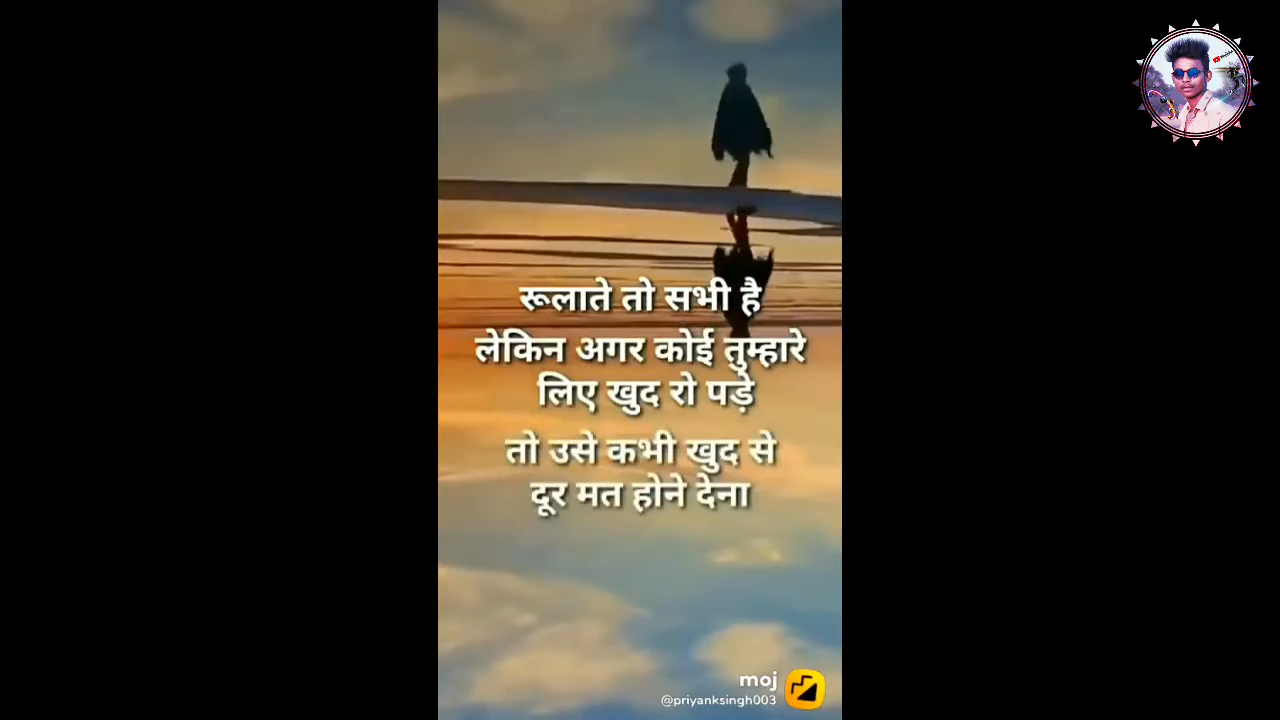 रूलाते तो सभी है
लेकिन अगर कोई तुम्हारे
लिए खुद रो पड़े
तो उसे कभी खुद से
दूर मत होने देना
moj
@priyanksingh003